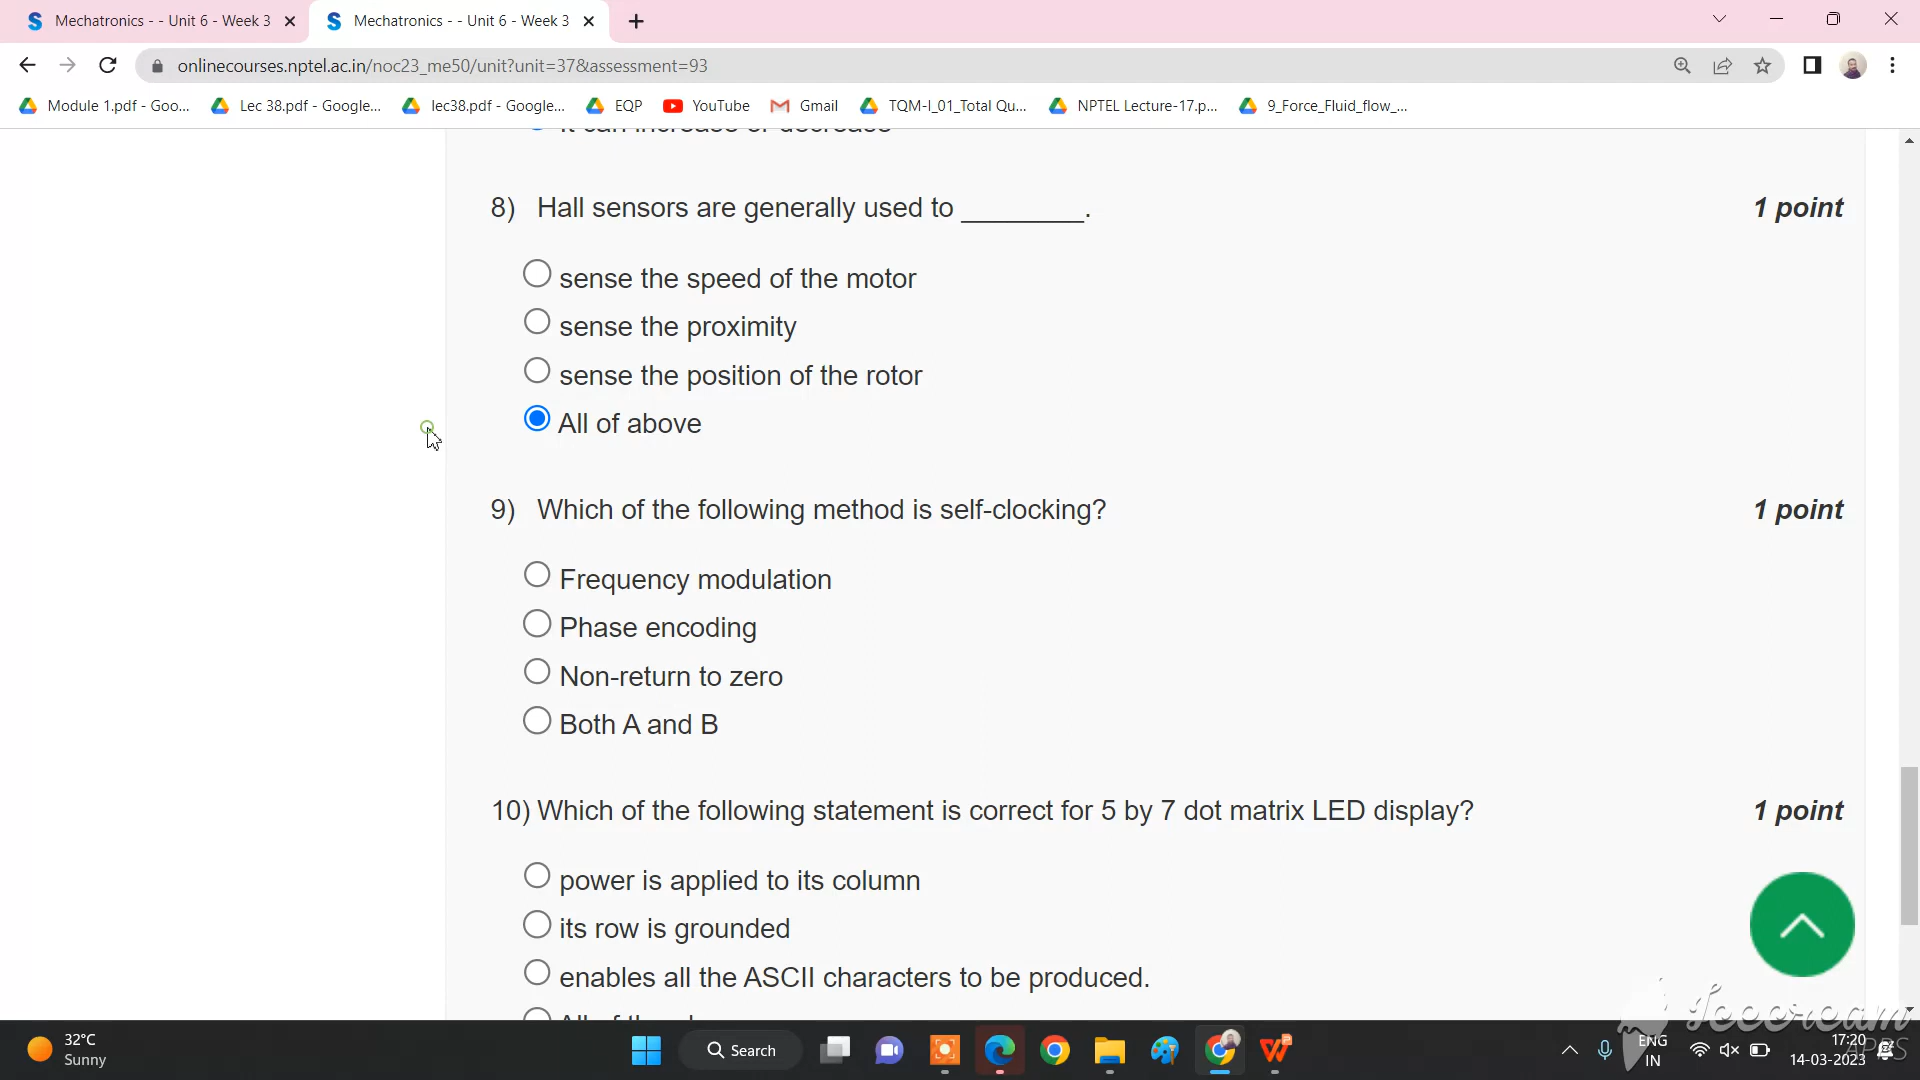 Mechatronics - - Unit 6 - Week 3
Mechatronics - - Unit 6 - Week 3
onlinecourses.nptel.ac.in/noc23_me50/unit?unit=37&assessment=93
Module 1.pdf - Goo...
Lec 38.pdf - Google...
lec38.pdf - Google...
EQP
YouTube
Gmail
TQM-I_01_Total Qu...
NPTEL Lecture-17.p...
9_Force_Fluid_flow_...
It can increase or decrease
8) Hall sensors are generally used to ________. 1 point
sense the speed of the motor
sense the proximity
sense the position of the rotor
All of above
9) Which of the following method is self-clocking? 1 point
Frequency modulation
Phase encoding
Non-return to zero
Both A and B
10) Which of the following statement is correct for 5 by 7 dot matrix LED display? 1 point
power is applied to its column
its row is grounded
enables all the ASCII characters to be produced.
Icecream
APPS
32°C
Sunny
Search
ENG
IN
17:20
14-03-2023